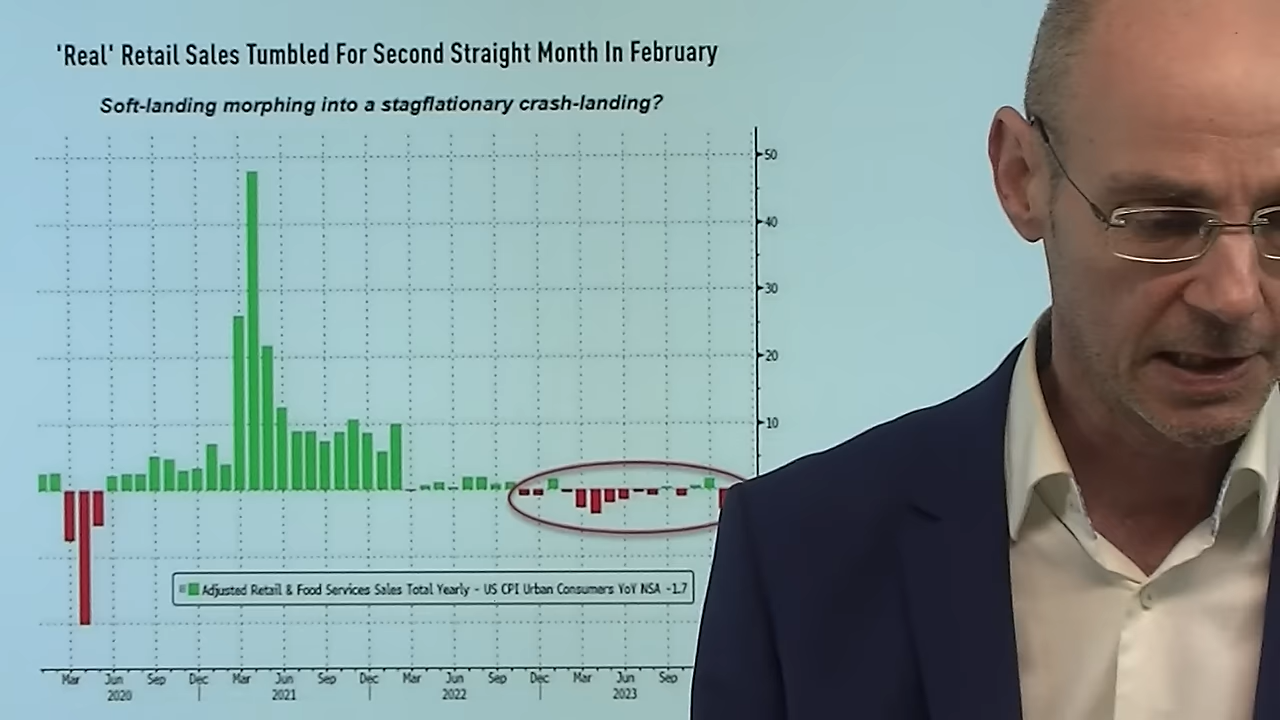 'Real' Retail Sales Tumbled For Second Straight Month In February
Soft-landing morphing into a stagflationary crash-landing?
50
40
30
20
10
Adjusted Retail & Food Services Sales Total Yearly - US CPI Urban Consumers YoY NSA -1.7
Mar Jun Sep Dec Mar Jun Sep Dec Mar Jun Sep Dec Mar Jun Sep
2020 2021 2022 2023